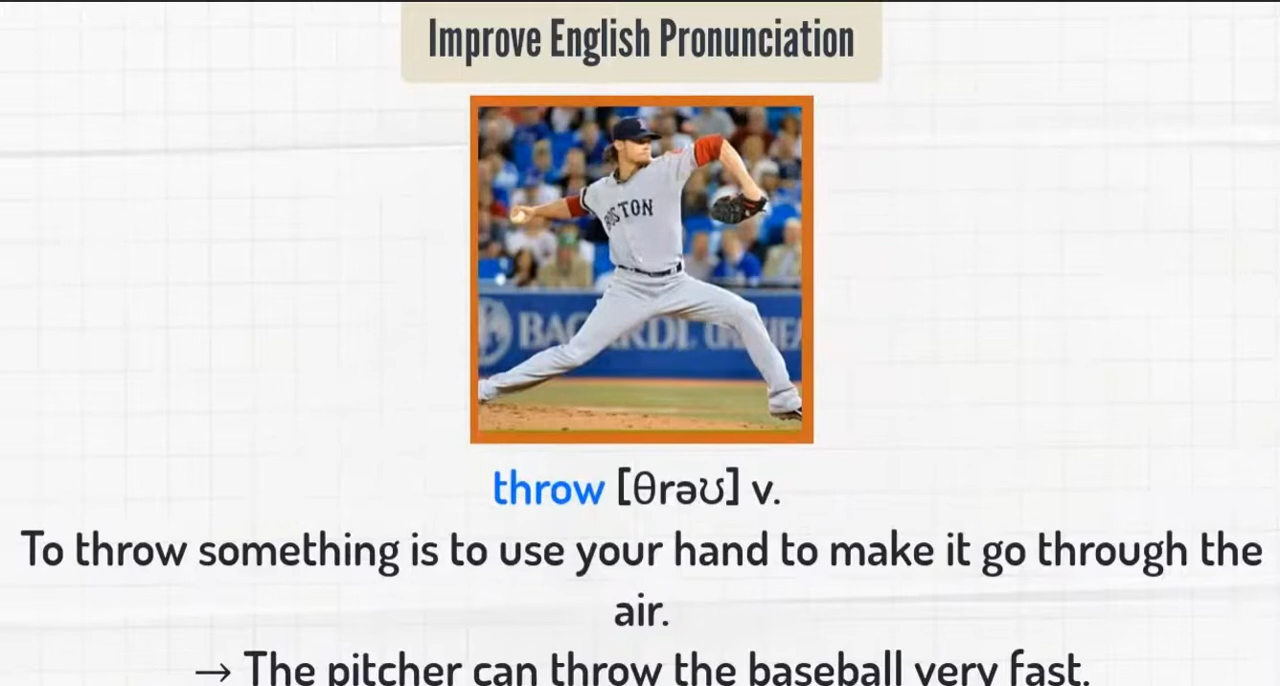 Improve English Pronunciation
BOSTON
throw [θrəʊ] v.
To throw something is to use your hand to make it go through the
air.
→ The pitcher can throw the baseball very fast.